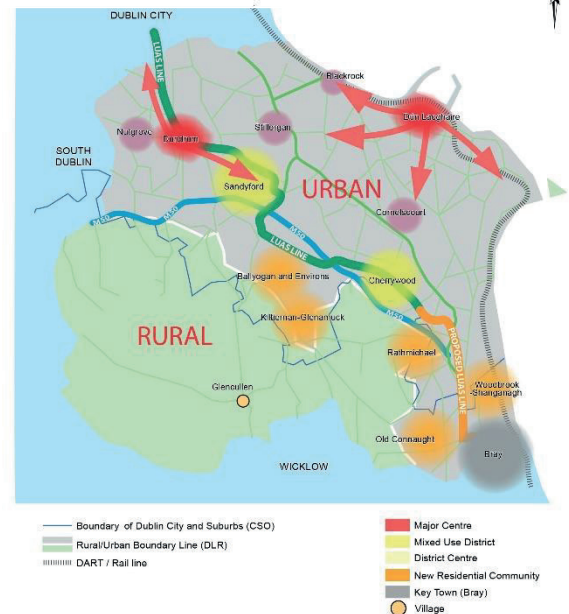 DUBLIN CITY
LUAS LINE
Blackrock
Dun Laoghaire
Nutgrove
Dundrum
Stillorgan
SOUTH
DUBLIN
Sandyford
URBAN
Cornelscourt
M50
M50
LUAS LINE
Ballyogan and Environs
Cherrywood
Kilternan-Glenamuck
M50
RURAL
Rathmichael
PROPOSED LUAS LINE
Woodbrook
-Shanganagh
Glencullen
Old Connaught
Bray
WICKLOW
Boundary of Dublin City and Suburbs (CSO)
Rural/Urban Boundary Line (DLR)
DART / Rail line
Major Centre
Mixed Use District
District Centre
New Residential Community
Key Town (Bray)
Village